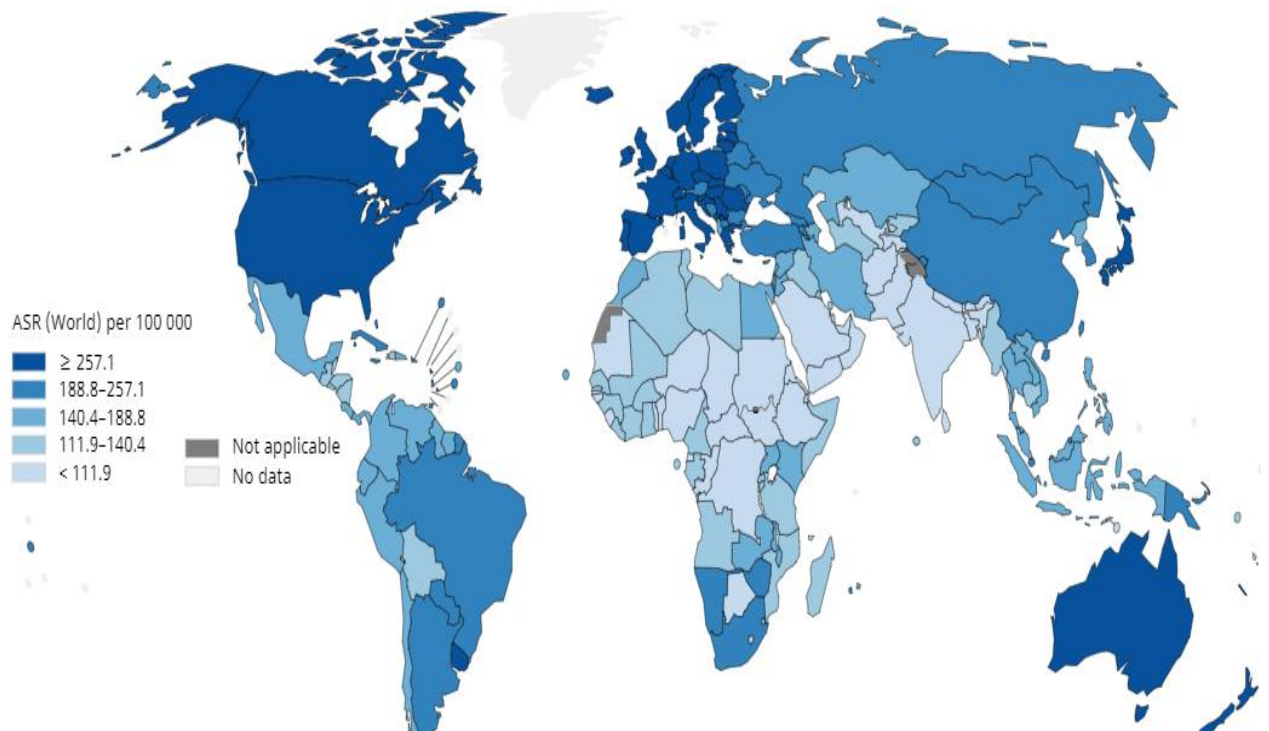 ASR (World) per 100 000
≥ 257.1
188.8–257.1
140.4–188.8
111.9–140.4
< 111.9
Not applicable
No data